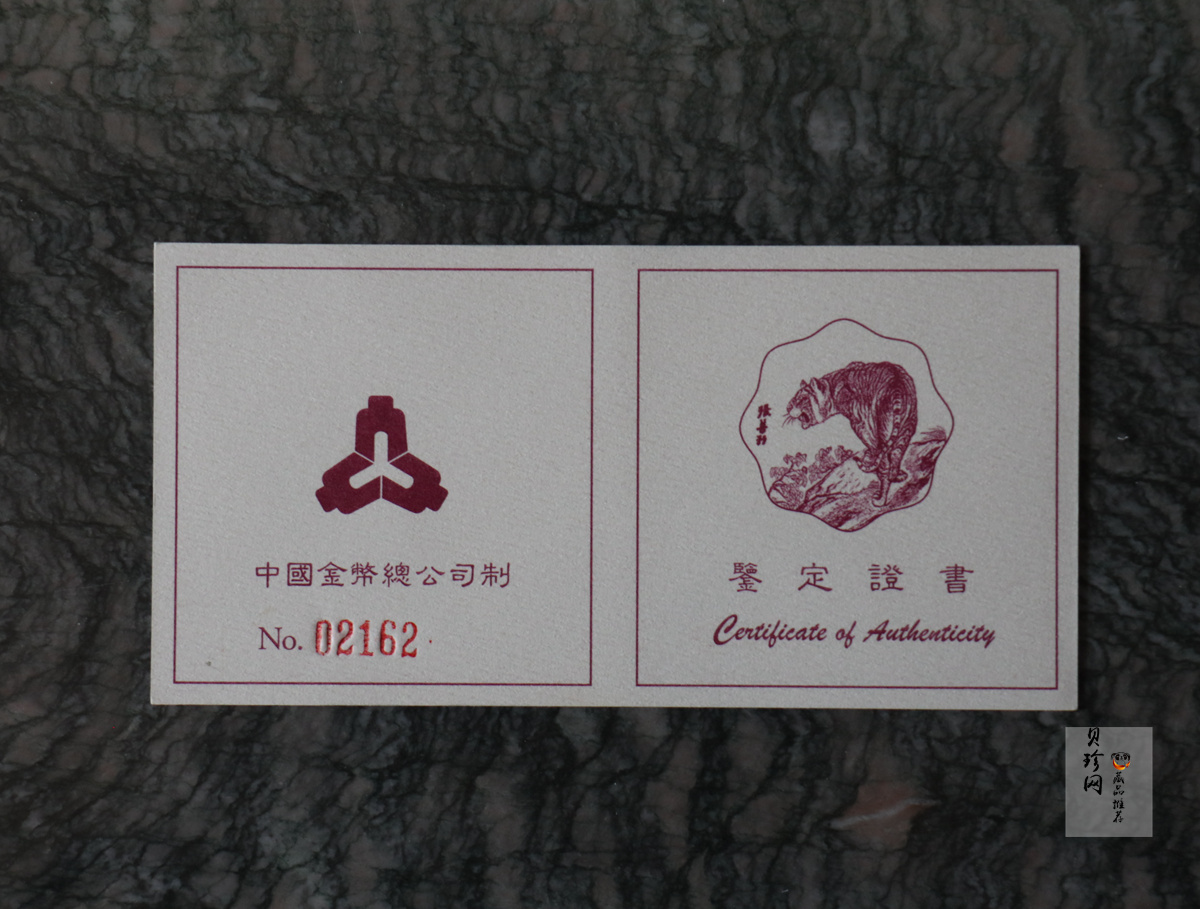 中國金幣總公司制
No. 02162
張善孖
鑒定證書
Certificate of Authenticity
贝珍网
藏品推荐